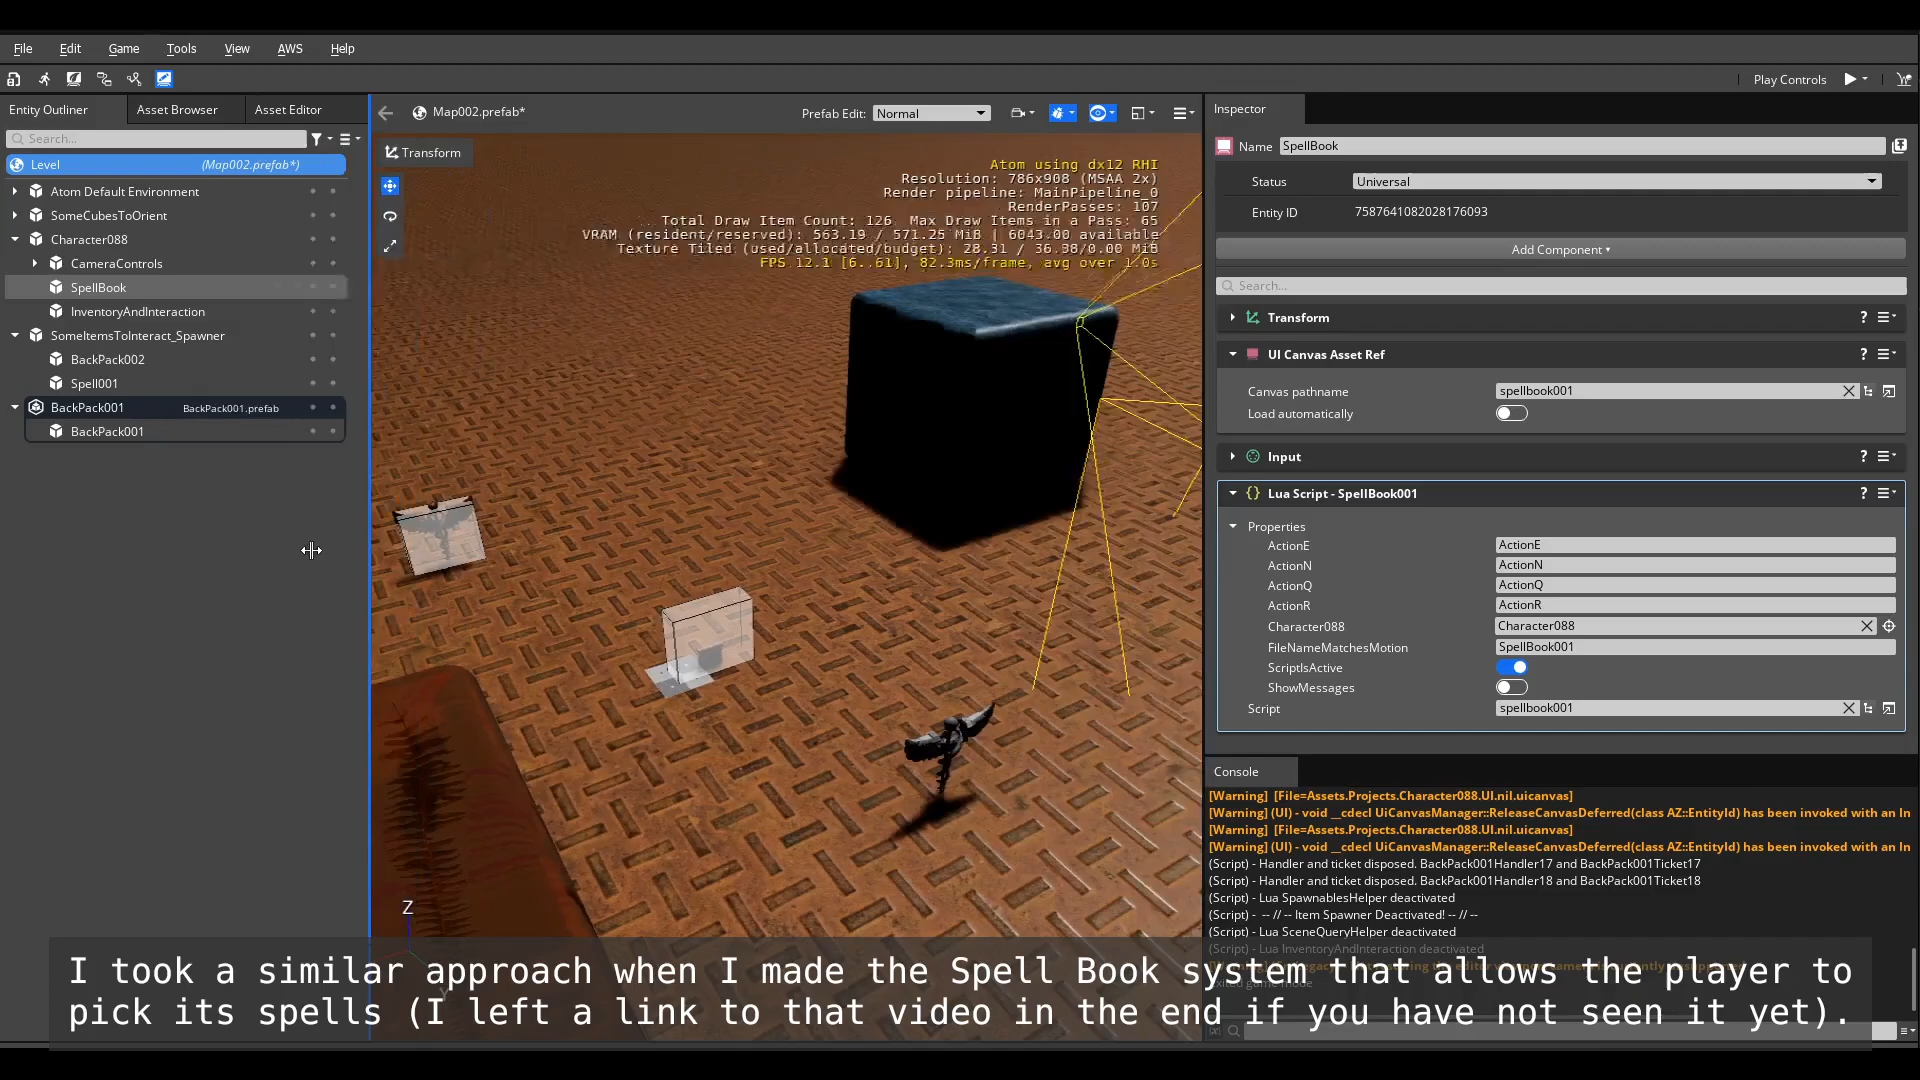 File Edit Game Tools View AWS Help
Play Controls
Entity Outliner Asset Browser Asset Editor
Search...
Level (Map002.prefab*)
Atom Default Environment
SomeCubesToOrient
Character088
CameraControls
SpellBook
InventoryAndInteraction
SomeItemsToInteract_Spawner
BackPack002
Spell001
BackPack001 BackPack001.prefab
BackPack001
Map002.prefab*
Prefab Edit: Normal
Transform
Atom using dx12 RHI
Resolution: 786x908 (MSAA 2x)
Render pipeline: MainPipeline_0
RenderPasses: 107
Total Draw Item Count: 126 Max Draw Items in a Pass: 65
VRAM (resident/reserved): 563.19 / 571.25 MiB | 6043.00 available
Texture Tiled (used/allocated/budget): 28.31 / 36.38/0.00 MiB
FPS 12.1 [6..61], 82.3ms/frame, avg over 1.0s
Z
Inspector
Name SpellBook
Status Universal
Entity ID 7587641082028176093
Add Component
Search...
Transform ?
UI Canvas Asset Ref ?
Canvas pathname spellbook001
Load automatically
Input ?
{} Lua Script - SpellBook001 ?
Properties
ActionE ActionE
ActionN ActionN
ActionQ ActionQ
ActionR ActionR
Character088 Character088
FileNameMatchesMotion SpellBook001
ScriptIsActive
ShowMessages
Script spellbook001
Console
[Warning] [File=Assets.Projects.Character088.UI.nil.uicanvas]
[Warning] (UI) - void __cdecl UiCanvasManager::ReleaseCanvasDeferred(class AZ::EntityId) has been invoked with an In
[Warning] [File=Assets.Projects.Character088.UI.nil.uicanvas]
[Warning] (UI) - void __cdecl UiCanvasManager::ReleaseCanvasDeferred(class AZ::EntityId) has been invoked with an In
(Script) - Handler and ticket disposed. BackPack001Handler17 and BackPack001Ticket17
(Script) - Handler and ticket disposed. BackPack001Handler18 and BackPack001Ticket18
(Script) - Lua SpawnablesHelper deactivated
(Script) - -- // -- Item Spawner Deactivated! -- // --
(Script) - Lua SceneQueryHelper deactivated
(Script) - Lua InventoryAndInteraction deactivated
I took a similar approach when I made the Spell Book system that allows the player to
pick its spells (I left a link to that video in the end if you have not seen it yet).